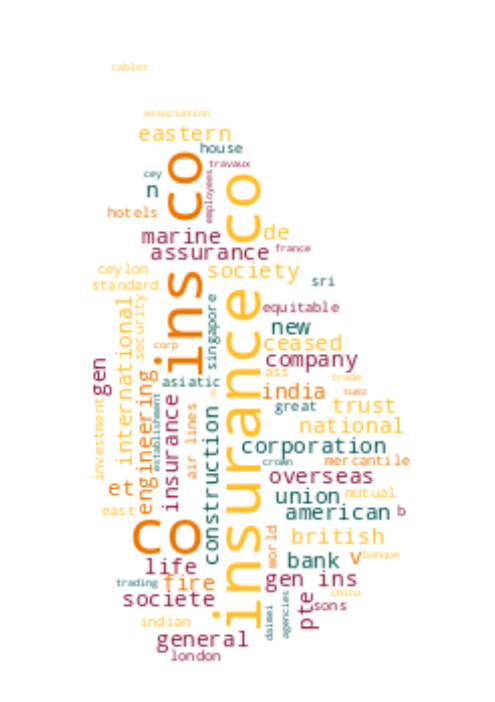 cables
association
eastern
house
co
travaux
cey
n
employees
insurance co
hotels
de
marine
france
assurance
ceylon
society
standard
sri
ins
international
security
singapore
equitable
new
ceased
corp
company
gen
asiatic
ass
trade
india
suez
engineering
establishment
insurance
air lines
great
trust
investment
construction
national
corporation
crown
mercantile
overseas
et
union
mutual
east
american
b
co
world
british
bank
v
banque
life
trading
fire
gen ins
societe
china
pte
sons
indian
daimei
agencies
general
london